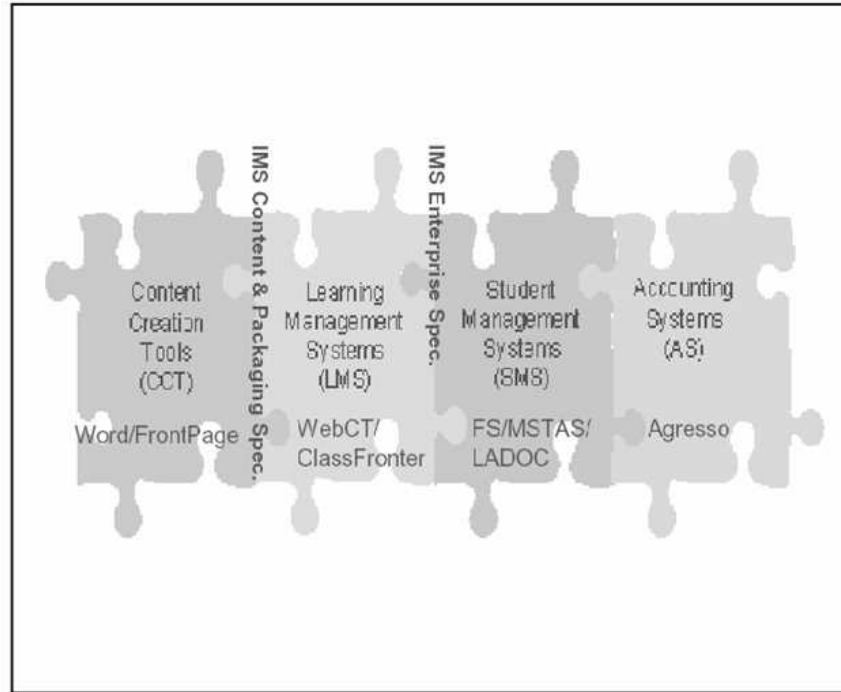 IMS Content & Packaging Spec.
IMS Enterprise Spec.
Content
Creation
Tools
(CCT)
Word/FrontPage
Learning
Management
Systems
(LMS)
WebCT/
ClassFronter
Student
Management
Systems
(SMS)
FS/MSTAS/
LADOC
Accounting
Systems
(AS)
Agresso